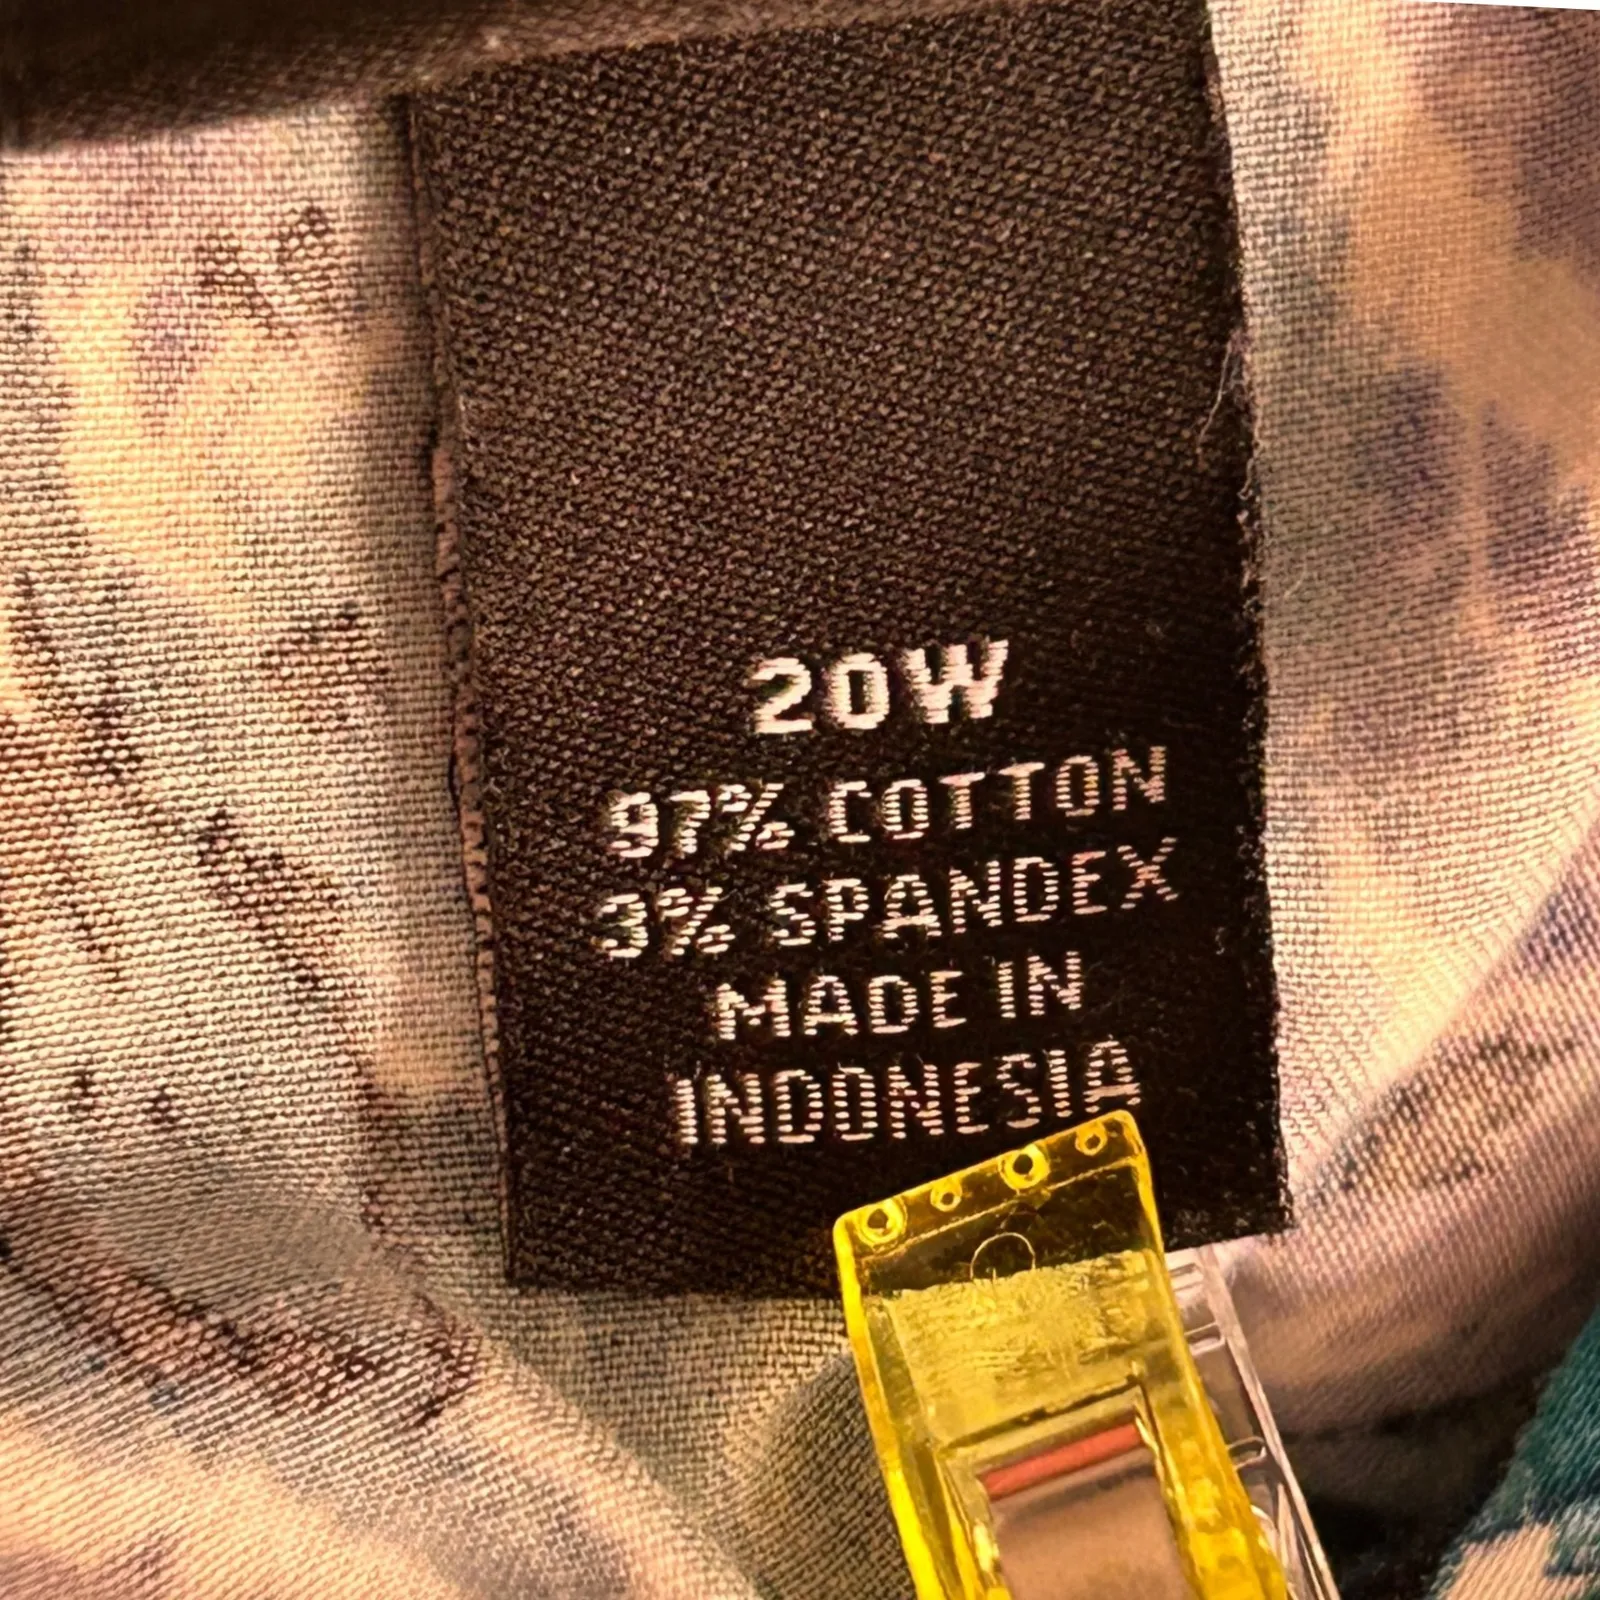 20W
97% COTTON
3% SPANDEX
MADE IN
INDONESIA